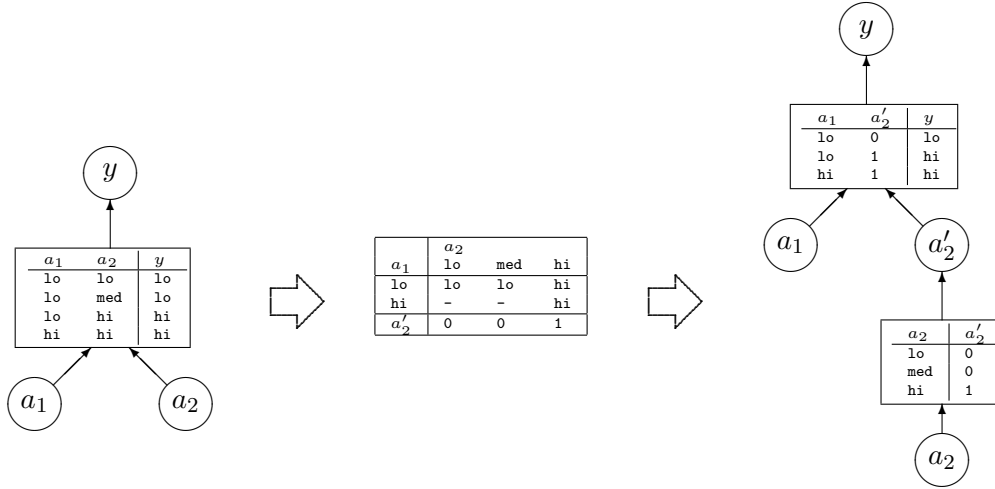 y
a₁ a₂ y
lo lo lo
lo med lo
lo hi hi
hi hi hi
a₁ a₂
a₂
a₁ lo med hi
lo lo lo hi
hi – – hi
a₂′ 0 0 1
y
a₁ a₂′ y
lo 0 lo
lo 1 hi
hi 1 hi
a₁ a₂′
a₂ a₂′
lo 0
med 0
hi 1
a₂